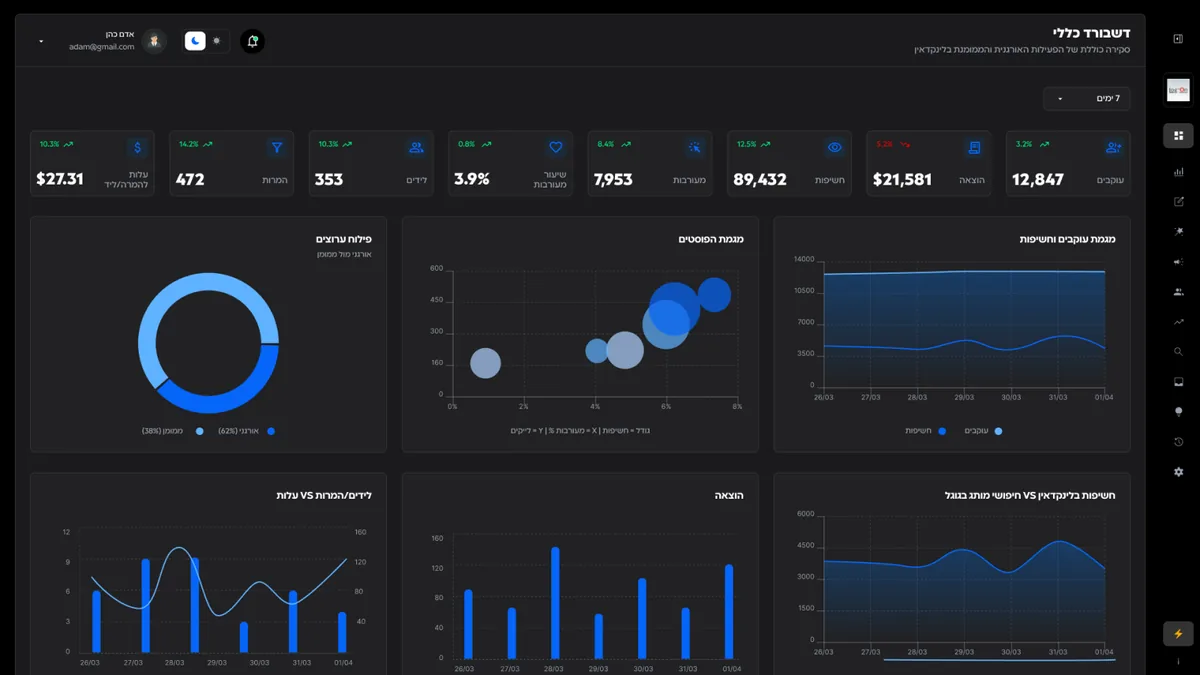 דשבורד כללי
סקירה כוללת של הפעילות האורגנית והממומנת בלינקדאין
אדם כהן
adam@gmail.com
7 ימים
3.2%
עוקבים
12,847
הוצאה
$21,581
12.5%
חשיפות
89,432
8.4%
מעורבות
7,953
0.8%
שיעור מעורבות
3.9%
10.3%
לידים
353
14.2%
המרות
472
10.3%
עלות להמרה/ליד
$27.31
מגמת עוקבים וחשיפות
14000
10500
7000
3500
0
26/03 27/03 28/03 29/03 30/03 31/03 01/04
עוקבים
חשיפות
מגמת הפוסטים
600
450
300
160
0
0% 2% 4% 6% 8%
גודל = חשיפות | X = מעורבות % | Y = לייקים
פילוח ערוצים
אורגני מול ממומן
אורגני (62%)
ממומן (38%)
חשיפות בלינקדאין VS חיפושי מותג בגוגל
6000
4500
3000
1500
0
26/03 27/03 28/03 29/03 30/03 31/03 01/04
הוצאה
160
120
80
40
0
26/03 27/03 28/03 29/03 30/03 31/03 01/04
לידים/המרות VS עלות
12
9
6
3
0
160
120
80
40
26/03 27/03 28/03 29/03 30/03 31/03 01/04